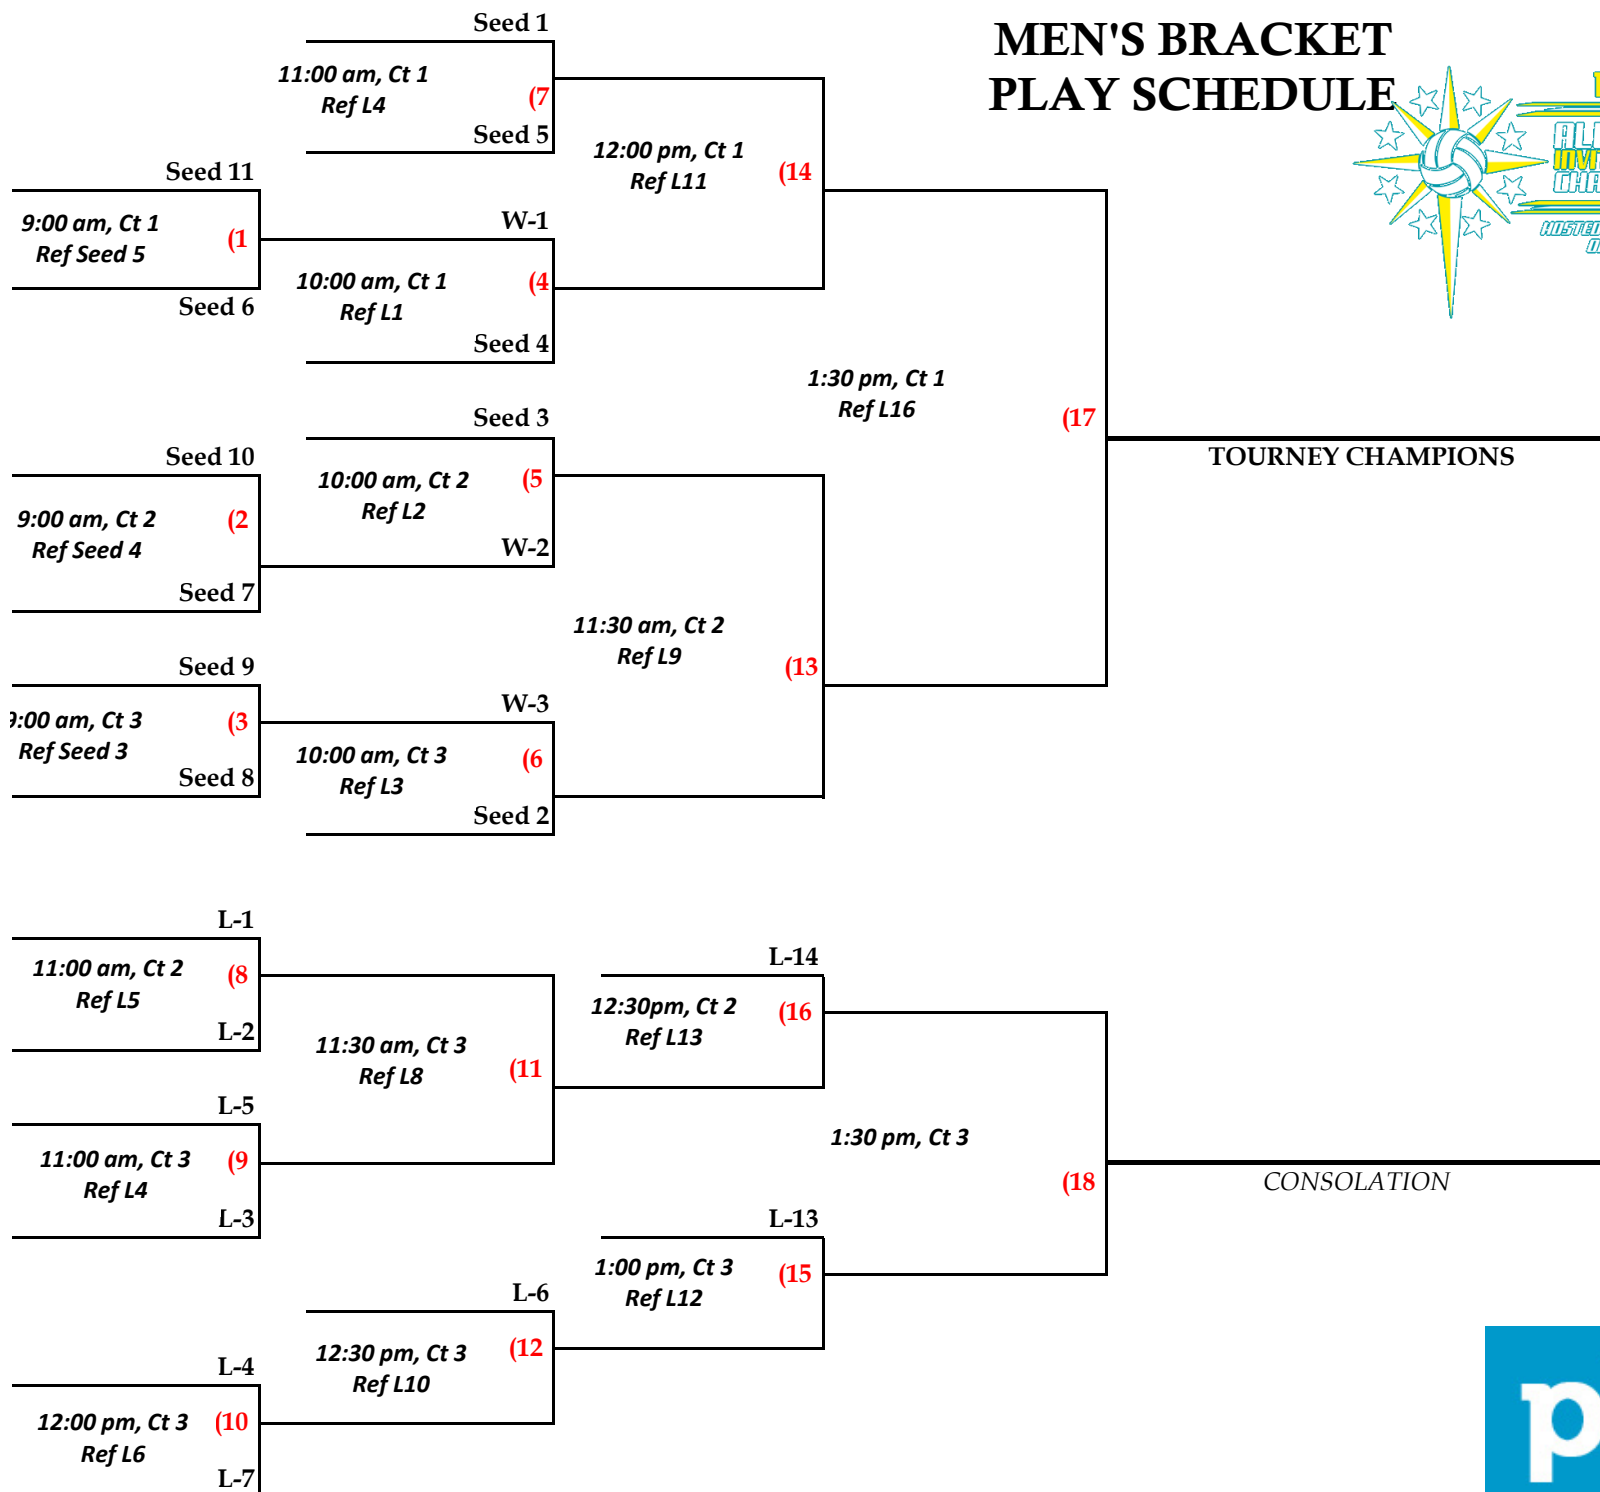 MEN'S BRACKET
PLAY SCHEDULE
Seed 1
11:00 am, Ct 1
Ref L4
(7
Seed 5
12:00 pm, Ct 1
Ref L11
(14
Seed 11
9:00 am, Ct 1
Ref Seed 5
(1
Seed 6
W-1
10:00 am, Ct 1
Ref L1
(4
Seed 4
1:30 pm, Ct 1
Ref L16
(17
TOURNEY CHAMPIONS
Seed 3
10:00 am, Ct 2
Ref L2
(5
W-2
Seed 10
9:00 am, Ct 2
Ref Seed 4
(2
Seed 7
11:30 am, Ct 2
Ref L9
(13
Seed 9
9:00 am, Ct 3
Ref Seed 3
(3
Seed 8
W-3
10:00 am, Ct 3
Ref L3
(6
Seed 2
L-1
11:00 am, Ct 2
Ref L5
(8
L-2
11:30 am, Ct 3
Ref L8
(11
L-14
12:30pm, Ct 2
Ref L13
(16
L-5
11:00 am, Ct 3
Ref L4
(9
L-3
1:30 pm, Ct 3
(18
CONSOLATION
L-13
1:00 pm, Ct 3
Ref L12
(15
L-6
12:30 pm, Ct 3
Ref L10
(12
L-4
12:00 pm, Ct 3
Ref L6
(10
L-7
HOSTED
p